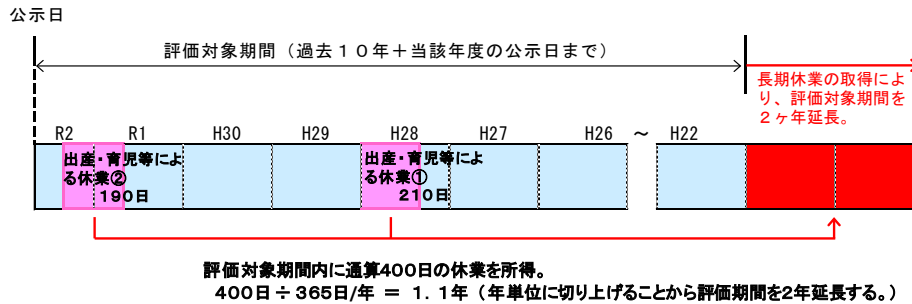 公示日
評価対象期間（過去１０年＋当該年度の公示日まで）
長期休業の取得によ
り、評価対象期間を
２ヶ年延長。
R2 R1 H30 H29 H28 H27 H26 ～ H22
出産・育児等によ
る休業②
190日
出産・育児等によ
る休業①
210日
評価対象期間内に通算400日の休業を所得。
400日÷365日/年 ＝ 1．1年（年単位に切り上げることから評価期間を2年延長する。）